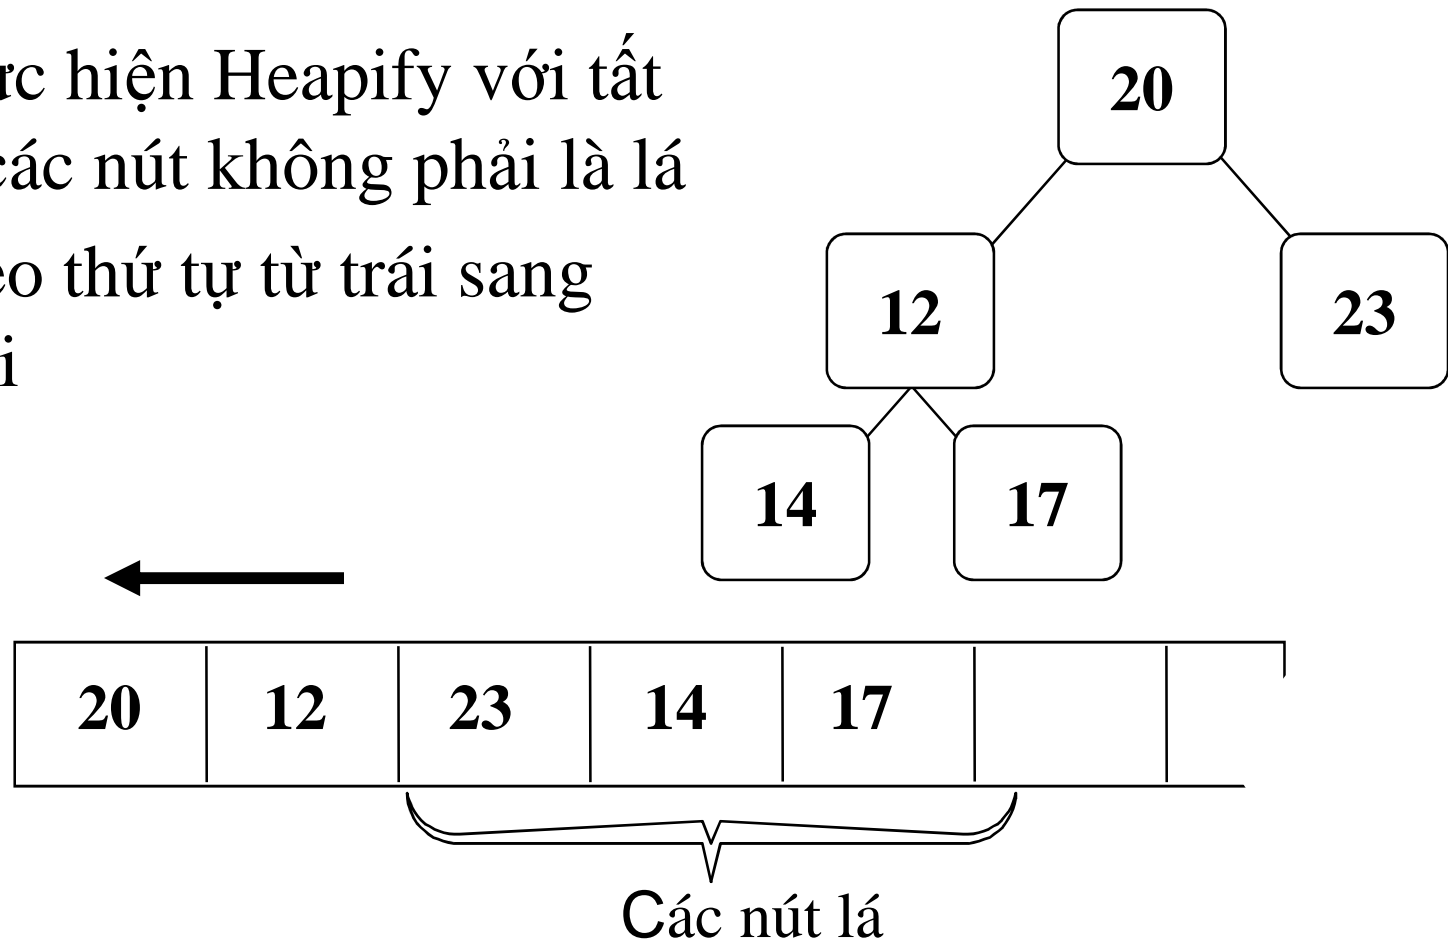 ực hiện Heapify với tất
các nút không phải là lá
eo thứ tự từ trái sang
i
20
12 23
14 17
20 12 23 14 17
Các nút lá